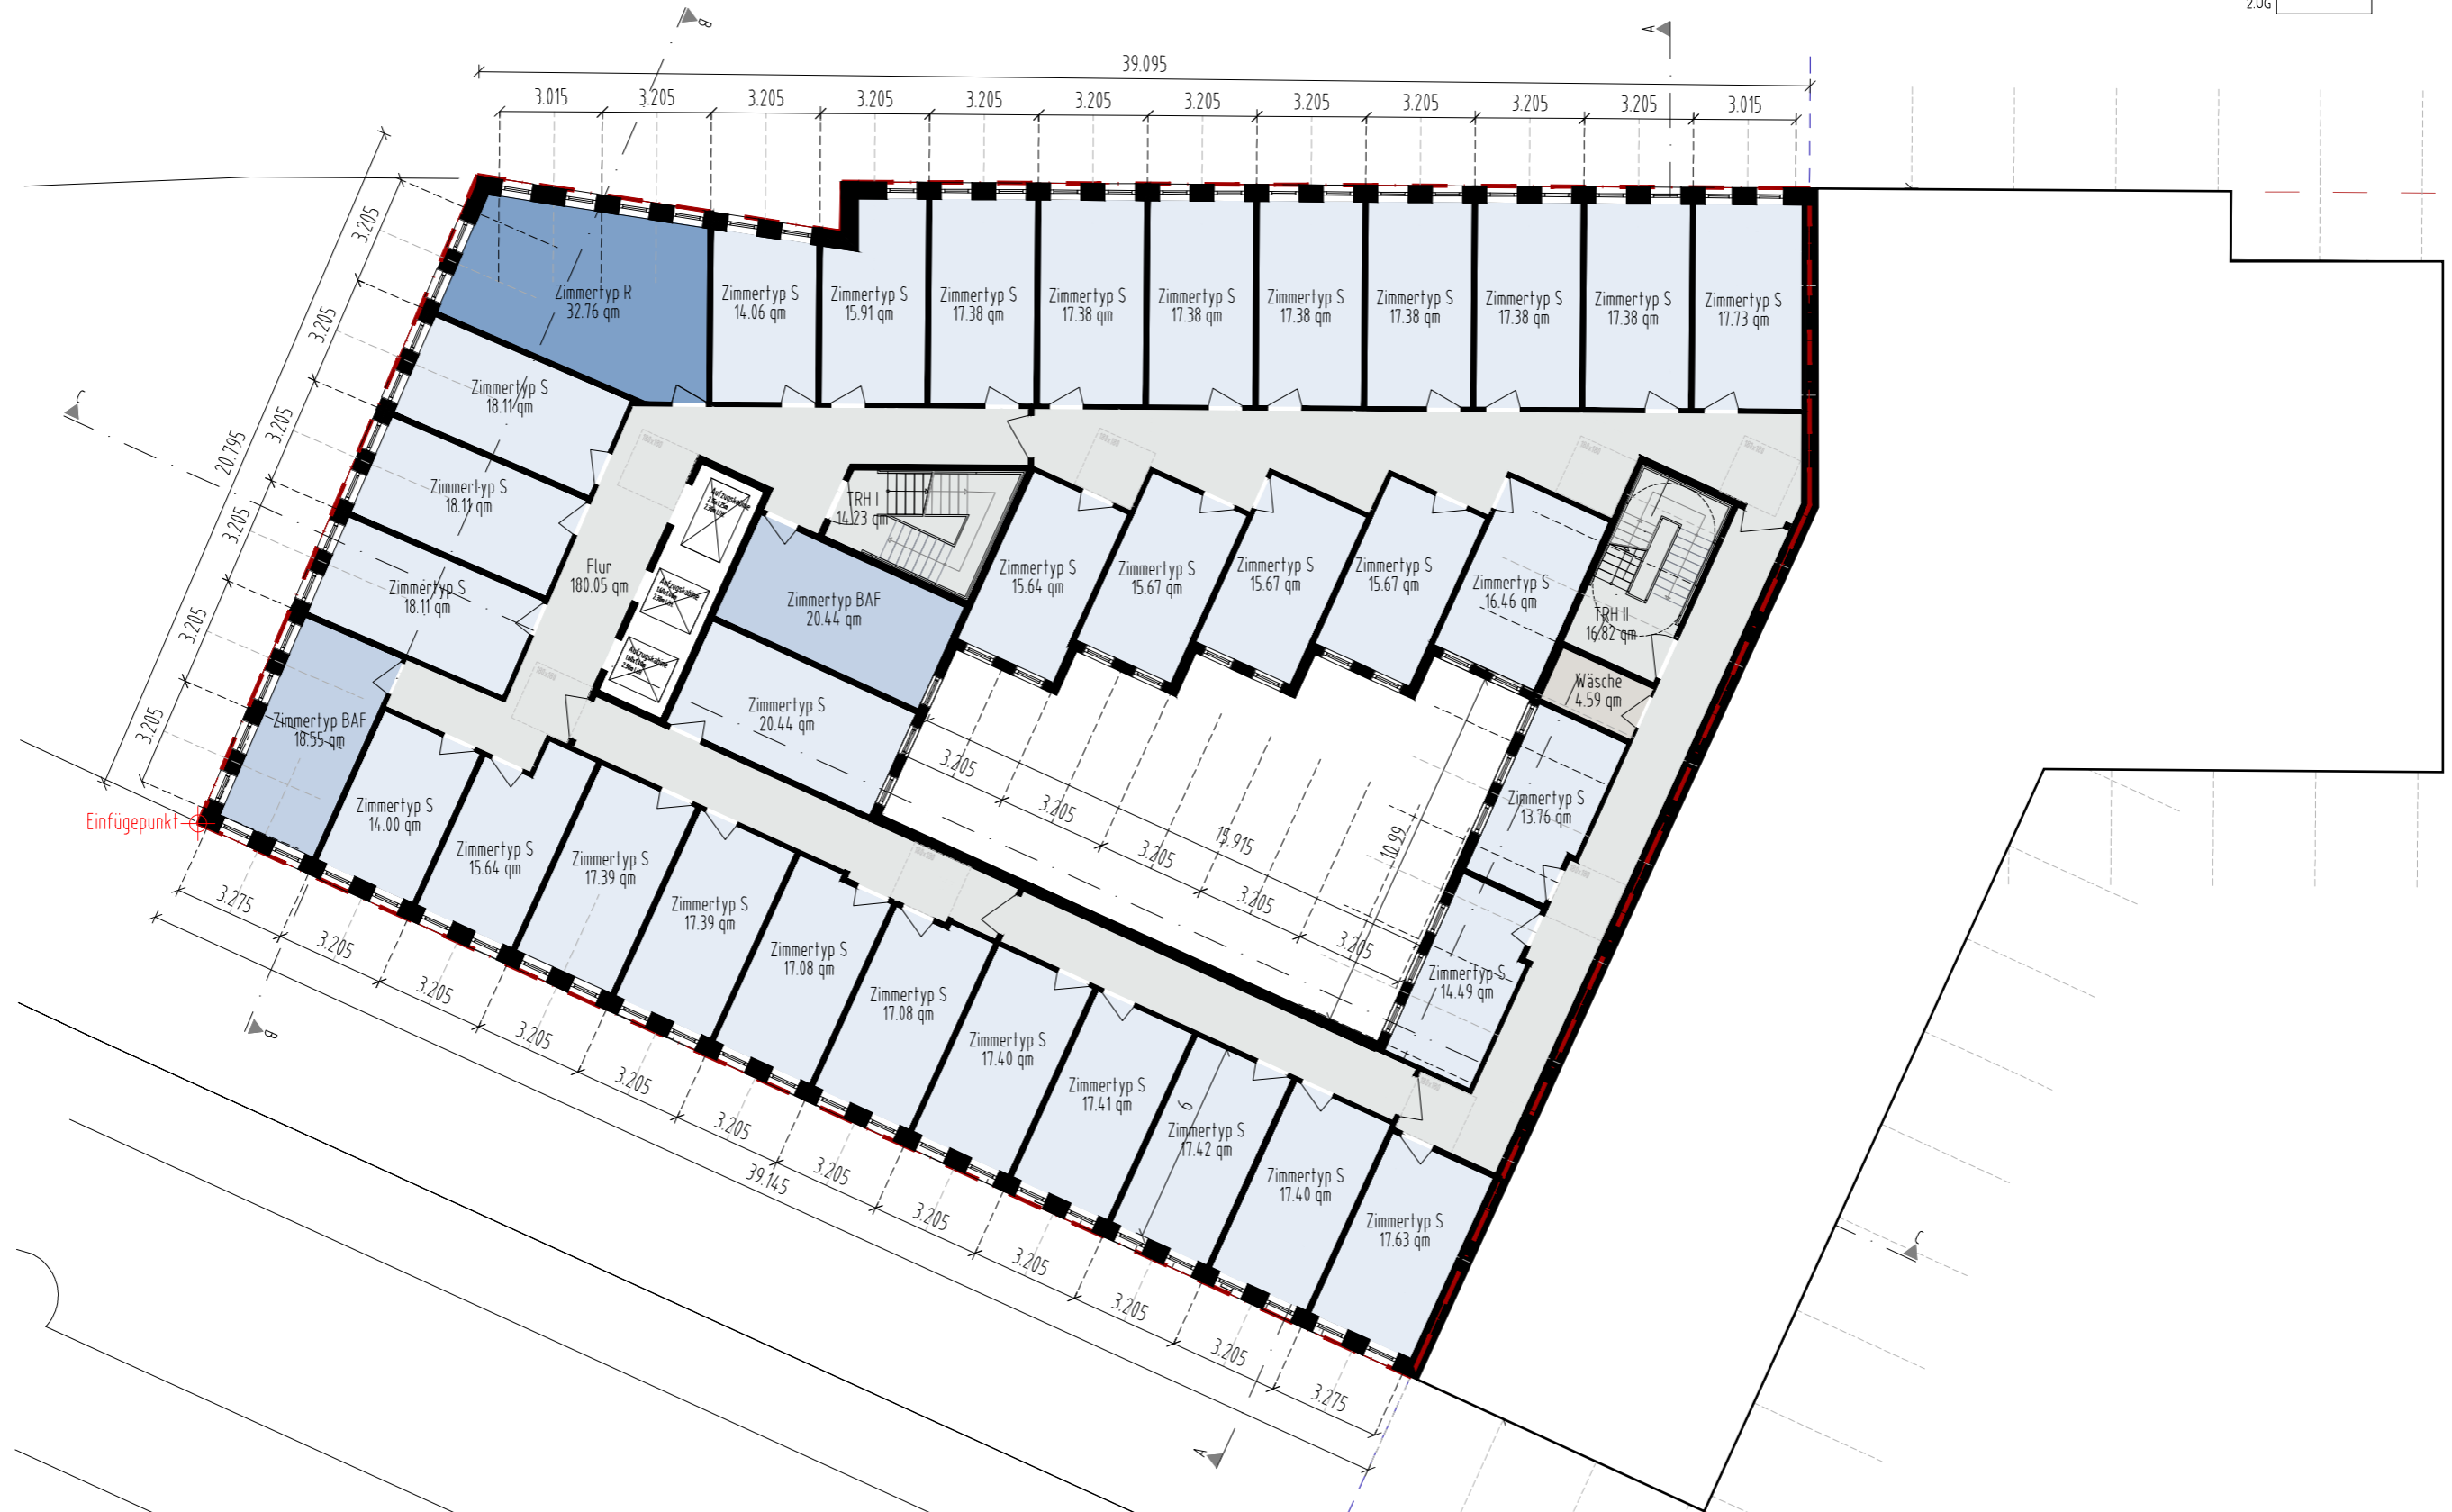 2.OG
B
A
39.095
3.015
3.205
3.205
3.205
3.205
3.205
3.205
3.205
3.205
3.205
3.205
3.015
3.205
3.205
3.205
3.205
3.205
3.205
20.795
C
Zimmertyp R
32.76 qm
Zimmertyp S
14.06 qm
Zimmertyp S
15.91 qm
Zimmertyp S
17.38 qm
Zimmertyp S
17.38 qm
Zimmertyp S
17.38 qm
Zimmertyp S
17.38 qm
Zimmertyp S
17.38 qm
Zimmertyp S
17.38 qm
Zimmertyp S
17.38 qm
Zimmertyp S
17.73 qm
Zimmertyp S
18.11 qm
Zimmertyp S
18.11 qm
Zimmertyp S
18.11 qm
Flur
180.05 qm
Aufzugskabine
Aufzugskabine
Aufzugskabine
TRH I
14.23 qm
Zimmertyp BAF
20.44 qm
Zimmertyp S
20.44 qm
Zimmertyp S
15.64 qm
Zimmertyp S
15.67 qm
Zimmertyp S
15.67 qm
Zimmertyp S
15.67 qm
Zimmertyp S
16.46 qm
TRH II
16.82 qm
Wäsche
4.59 qm
Zimmertyp S
13.76 qm
Zimmertyp S
14.49 qm
3.205
3.205
3.205
3.205
3.205
15.915
10.99
Zimmertyp BAF
18.55 qm
Einfügepunkt
Zimmertyp S
14.00 qm
Zimmertyp S
15.64 qm
Zimmertyp S
17.39 qm
Zimmertyp S
17.39 qm
Zimmertyp S
17.08 qm
Zimmertyp S
17.08 qm
Zimmertyp S
17.40 qm
Zimmertyp S
17.41 qm
Zimmertyp S
17.42 qm
6
Zimmertyp S
17.40 qm
Zimmertyp S
17.63 qm
3.275
3.205
3.205
3.205
3.205
3.205
3.205
3.205
3.205
3.205
3.205
3.275
39.145
B
A
C